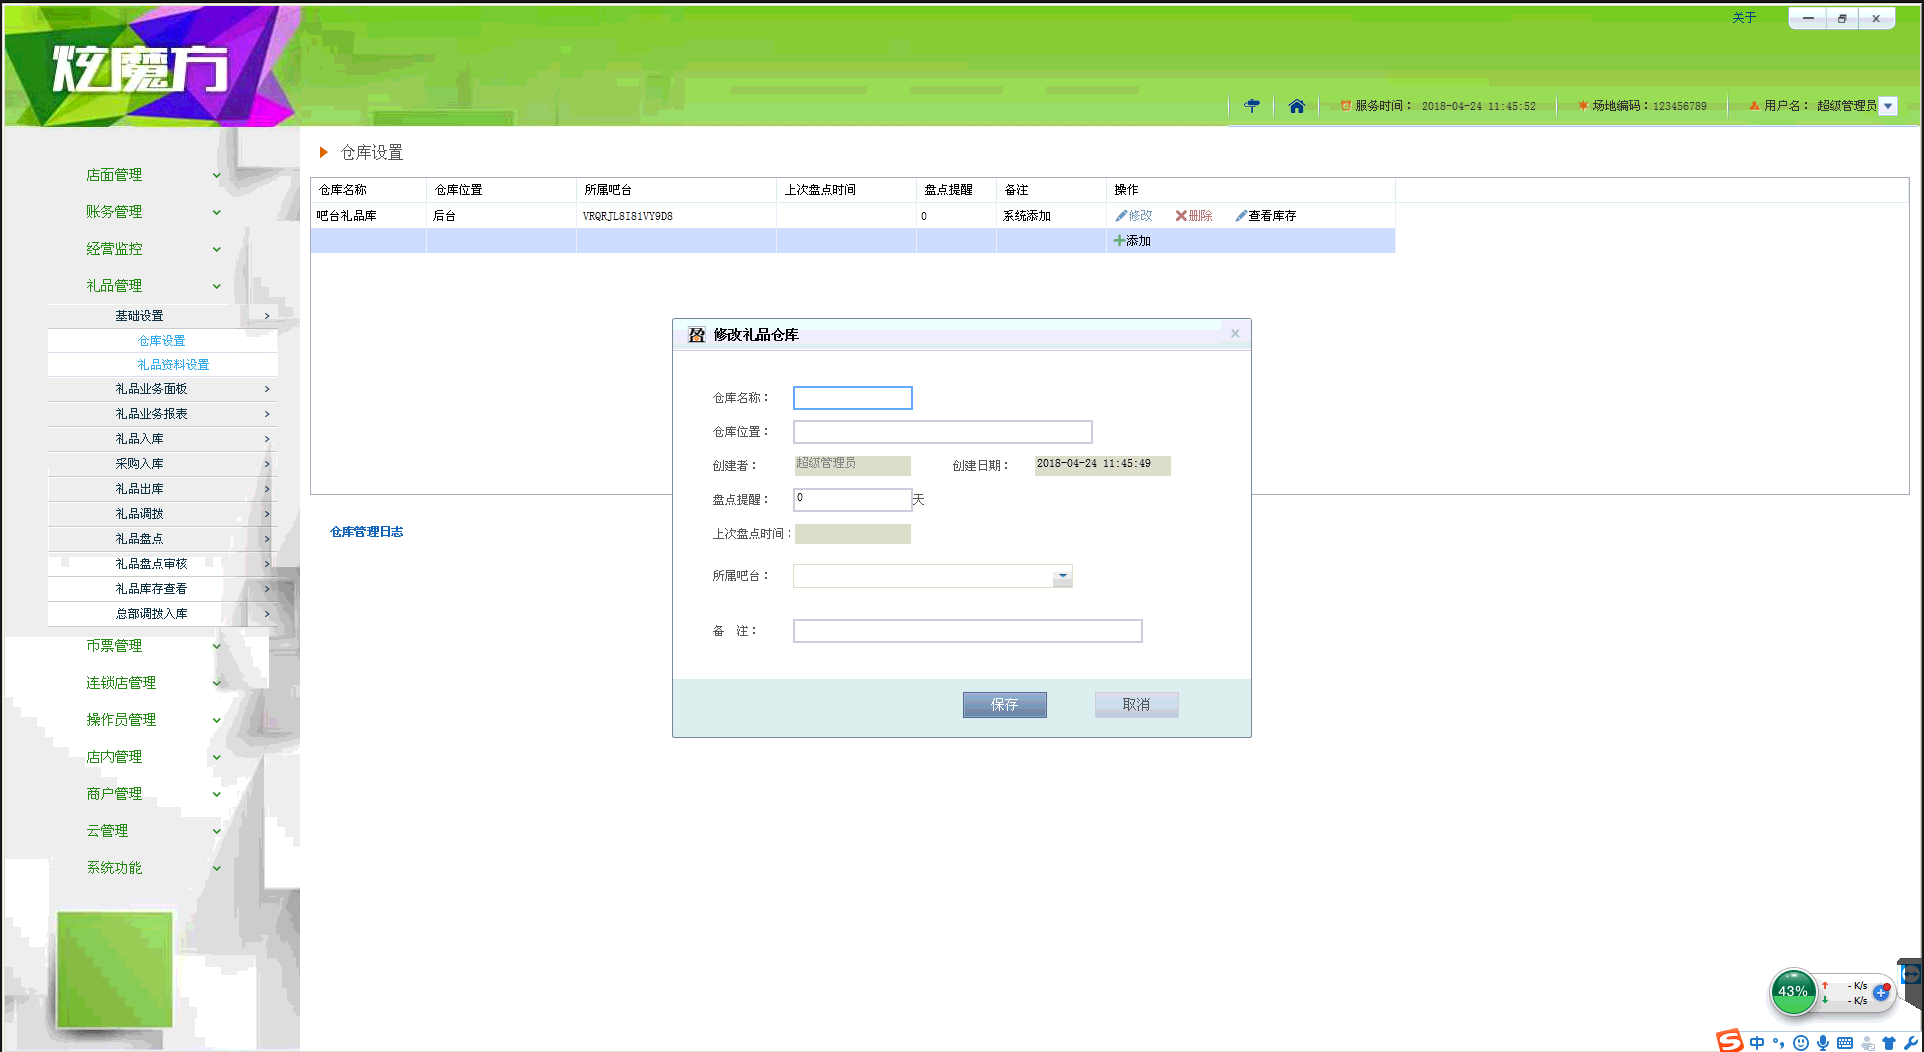 炫魔方
关于
服务时间： 2018-04-24 11:45:52
场地编码：123456789
用户名： 超级管理员
仓库设置
仓库名称 仓库位置 所属吧台 上次盘点时间 盘点提醒 备注 操作
吧台礼品库 后台 VRQRJL8I81VY9D8 0 系统添加 修改 删除 查看库存
添加
店面管理
账务管理
经营监控
礼品管理
基础设置
仓库设置
礼品资料设置
礼品业务面板
礼品业务报表
礼品入库
采购入库
礼品出库
礼品调拨
礼品盘点
礼品盘点审核
礼品库存查看
总部调拨入库
币票管理
连锁店管理
操作员管理
店内管理
商户管理
云管理
系统功能
修改礼品仓库
仓库名称：
仓库位置：
创建者： 超级管理员 创建日期： 2018-04-24 11:45:49
盘点提醒： 0 天
上次盘点时间：
所属吧台：
备 注：
保存 取消
仓库管理日志
43%
- K/s
- K/s
中